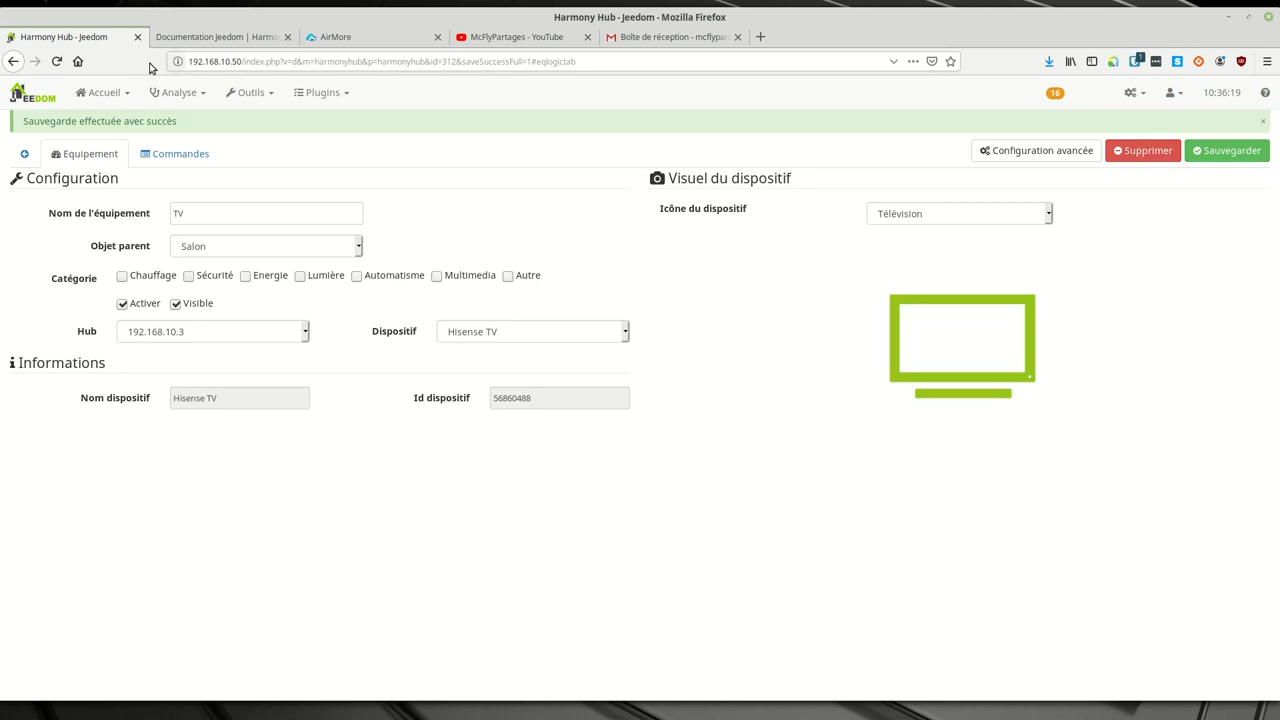 Harmony Hub - Jeedom - Mozilla Firefox
Harmony Hub - Jeedom
Documentation Jeedom | Harmo
AirMore
McFlyPartages - YouTube
Boîte de réception - mcflypart
192.168.10.50/index.php?v=d&m=harmonyhub&p=harmonyhub&id=312&saveSuccessFull=1#eqlogictab
1
JEEDOM
Accueil
Analyse
Outils
Plugins
16
10:36:19
Sauvegarde effectuée avec succès
×
Equipement
Commandes
Configuration avancée
Supprimer
Sauvegarder
Configuration
Visuel du dispositif
Nom de l'équipement
TV
Icône du dispositif
Télévision
Objet parent
Salon
Catégorie
Chauffage
Sécurité
Energie
Lumière
Automatisme
Multimedia
Autre
Activer
Visible
Hub
192.168.10.3
Dispositif
Hisense TV
Informations
Nom dispositif
Hisense TV
Id dispositif
56860488